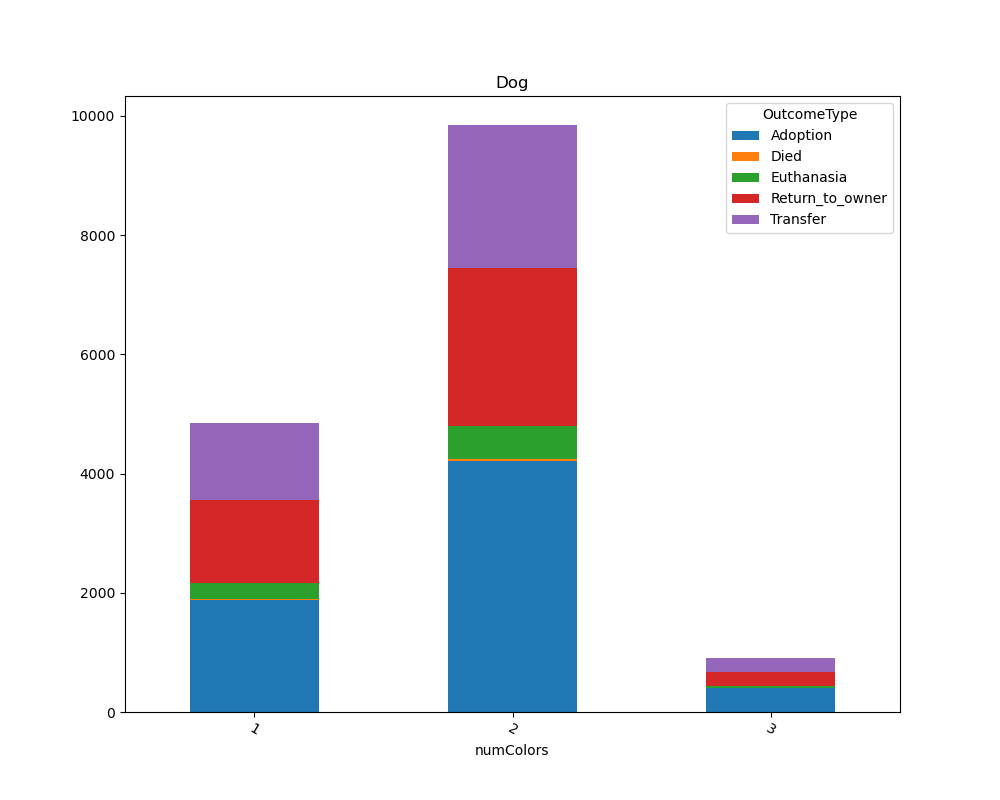 Dog
10000
8000
6000
4000
2000
0
OutcomeType
Adoption
Died
Euthanasia
Return_to_owner
Transfer
1
2
3
numColors